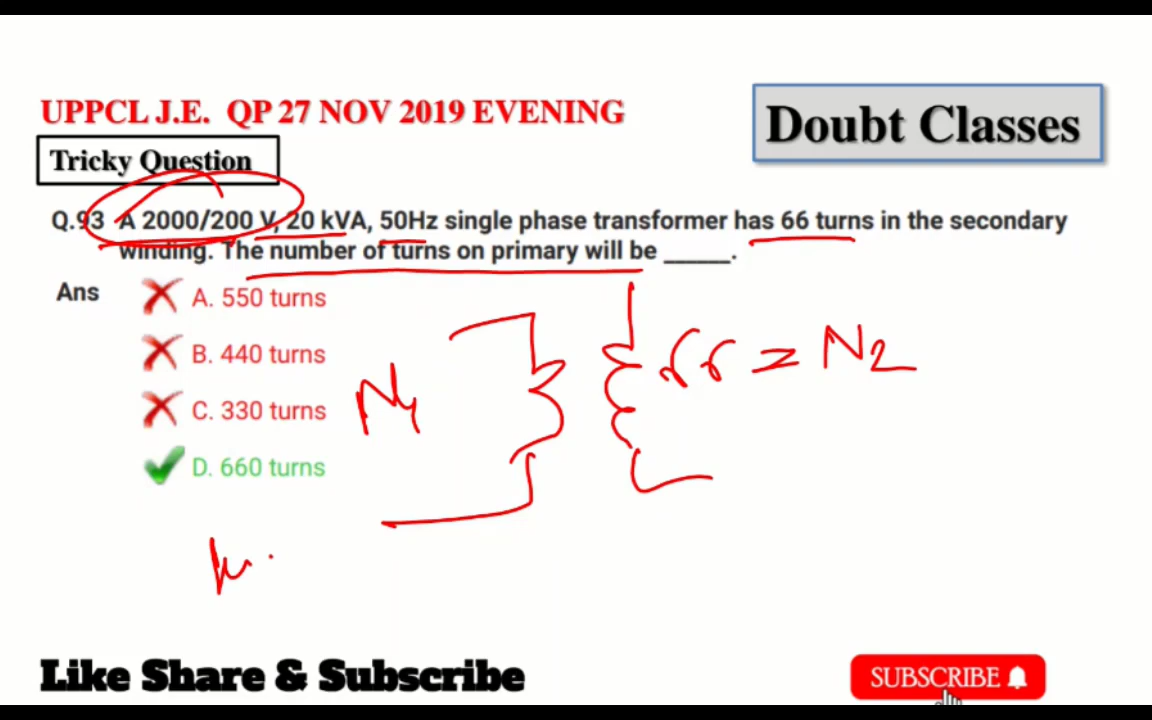 UPPCL J.E. QP 27 NOV 2019 EVENING
Doubt Classes
Tricky Question
Q.93 A 2000/200 V, 20 kVA, 50Hz single phase transformer has 66 turns in the secondary
winding. The number of turns on primary will be ______.
Ans
A. 550 turns
B. 440 turns
C. 330 turns
D. 660 turns
N1
66 = N2
Like Share & Subscribe
SUBSCRIBE